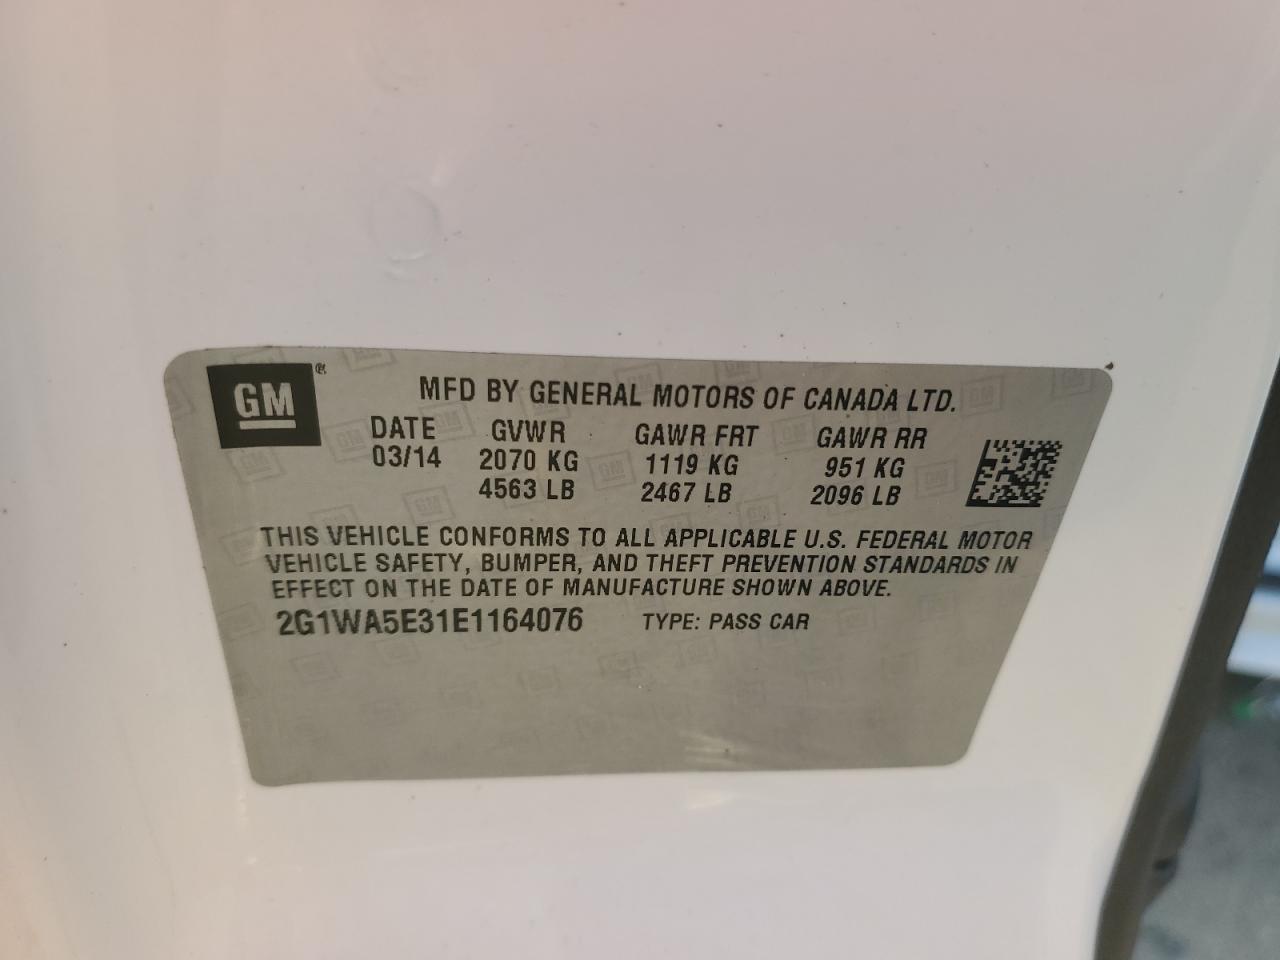 GM®
MFD BY GENERAL MOTORS OF CANADA LTD.
DATE GVWR GAWR FRT GAWR RR
03/14 2070 KG 1119 KG 951 KG
4563 LB 2467 LB 2096 LB
THIS VEHICLE CONFORMS TO ALL APPLICABLE U.S. FEDERAL MOTOR
VEHICLE SAFETY, BUMPER, AND THEFT PREVENTION STANDARDS IN
EFFECT ON THE DATE OF MANUFACTURE SHOWN ABOVE.
2G1WA5E31E1164076 TYPE: PASS CAR